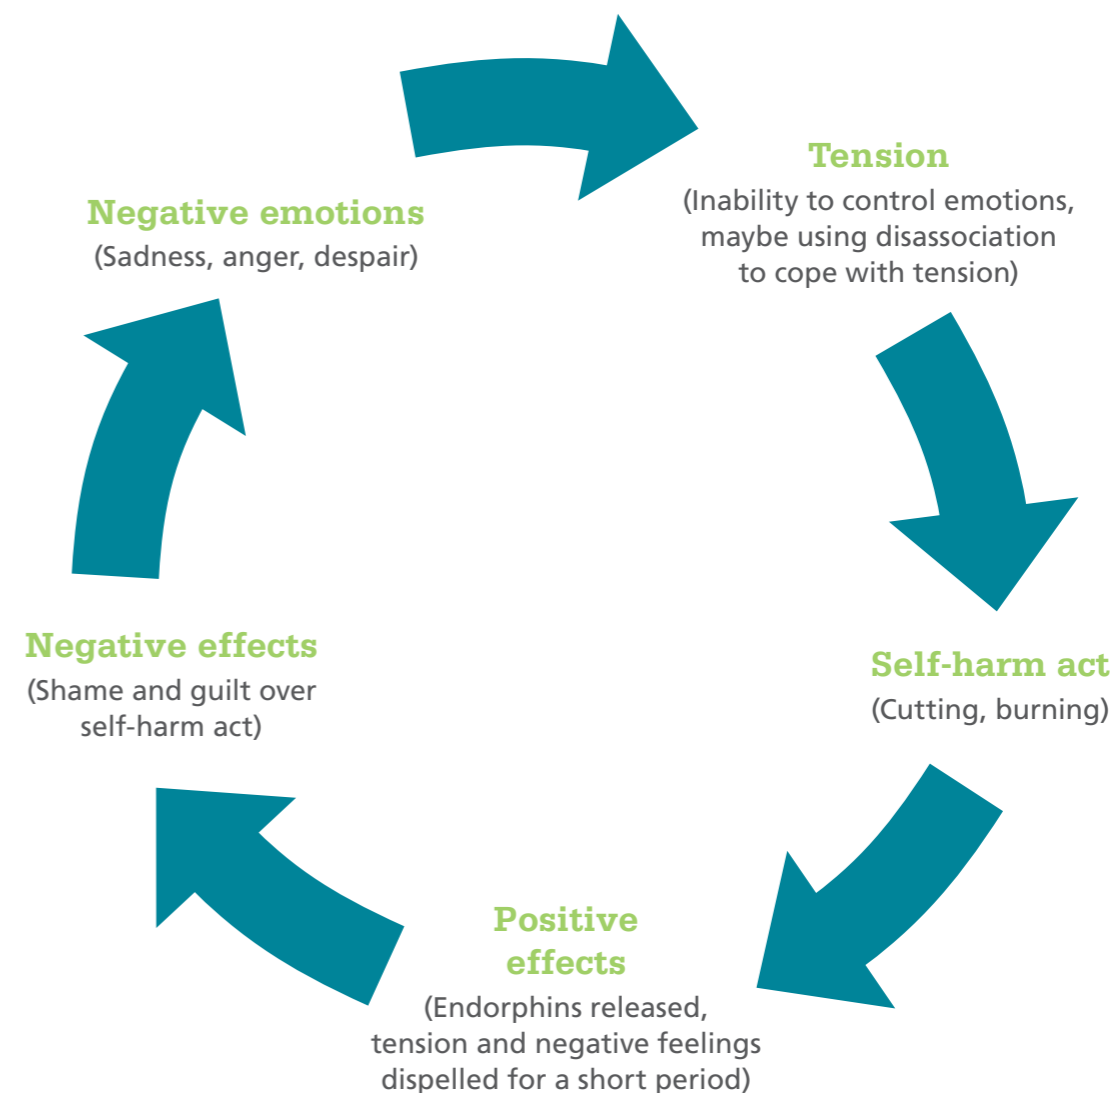 Negative emotions
(Sadness, anger, despair)
Tension
(Inability to control emotions,
maybe using disassociation
to cope with tension)
Self-harm act
(Cutting, burning)
Positive
effects
(Endorphins released,
tension and negative feelings
dispelled for a short period)
Negative effects
(Shame and guilt over
self-harm act)